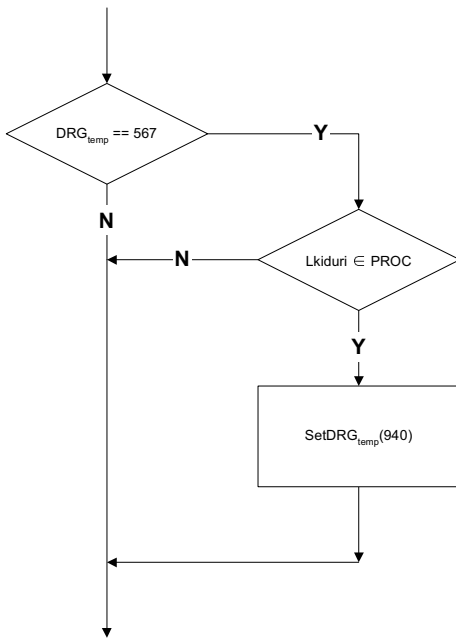 DRGtemp == 567
Y
N
N
Lkiduri ∈ PROC
Y
SetDRGtemp(940)